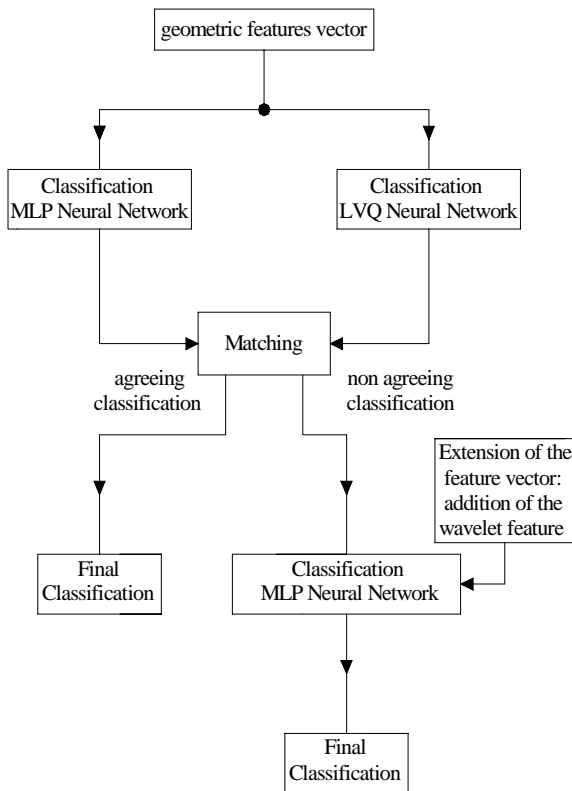 geometric features vector
Classification
MLP Neural Network
Classification
LVQ Neural Network
Matching
agreeing
classification
non agreeing
classification
Extension of the
feature vector:
addition of the
wavelet feature
Final
Classification
Classification
MLP Neural Network
Final
Classification